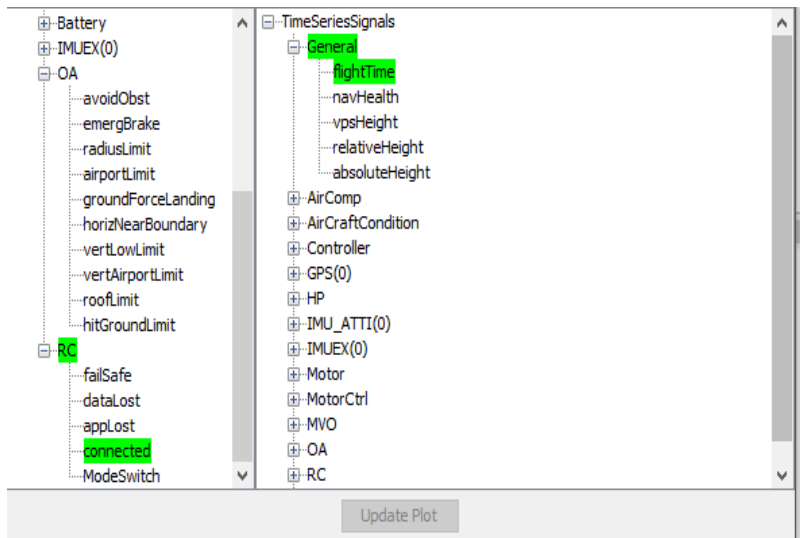 Battery
IMUEX(0)
OA
avoidObst
emergBrake
radiusLimit
airportLimit
groundForceLanding
horizNearBoundary
vertLowLimit
vertAirportLimit
roofLimit
hitGroundLimit
RC
failSafe
dataLost
appLost
connected
ModeSwitch
TimeSeriesSignals
General
flightTime
navHealth
vpsHeight
relativeHeight
absoluteHeight
AirComp
AirCraftCondition
Controller
GPS(0)
HP
IMU_ATTI(0)
IMUEX(0)
Motor
MotorCtrl
MVO
OA
RC
Update Plot